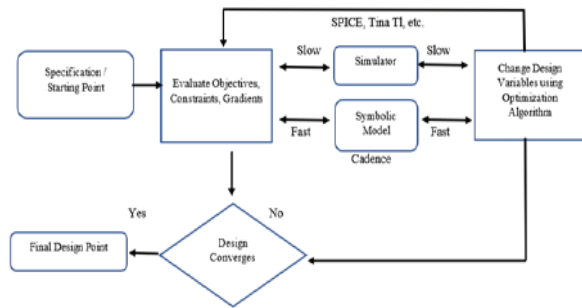 SPICE, Tina TI, etc.
Specification /
Starting Point
Evaluate Objectives,
Constraints, Gradients
Slow
Simulator
Slow
Change Design
Variables using
Optimization
Algorithm
Fast
Symbolic
Model
Fast
Cadence
Yes
No
Final Design Point
Design
Converges